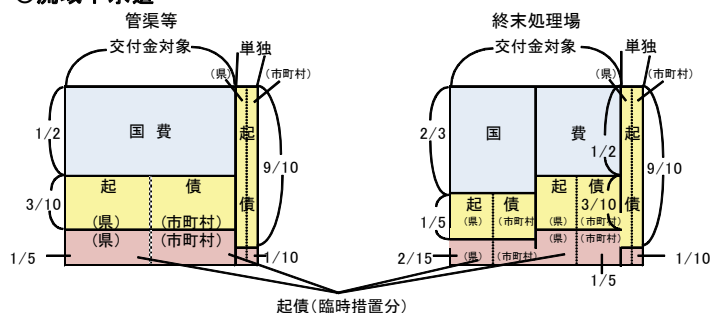 ○流域下水道
管渠等
終末処理場
交付金対象 単独
交付金対象 単独
(県) (市町村)
(県) (市町村)
1/2
国 費
起
債
9/10
3/10
起 債
(県) (市町村)
(県) (市町村)
1/5
1/10
2/3
国 費
1/2
起
債
9/10
1/5
起 債
(県) (市町村)
起 債
3/10
(県) (市町村)
2/15
(県) (市町村)
(県) (市町村)
1/5
1/10
起債(臨時措置分)